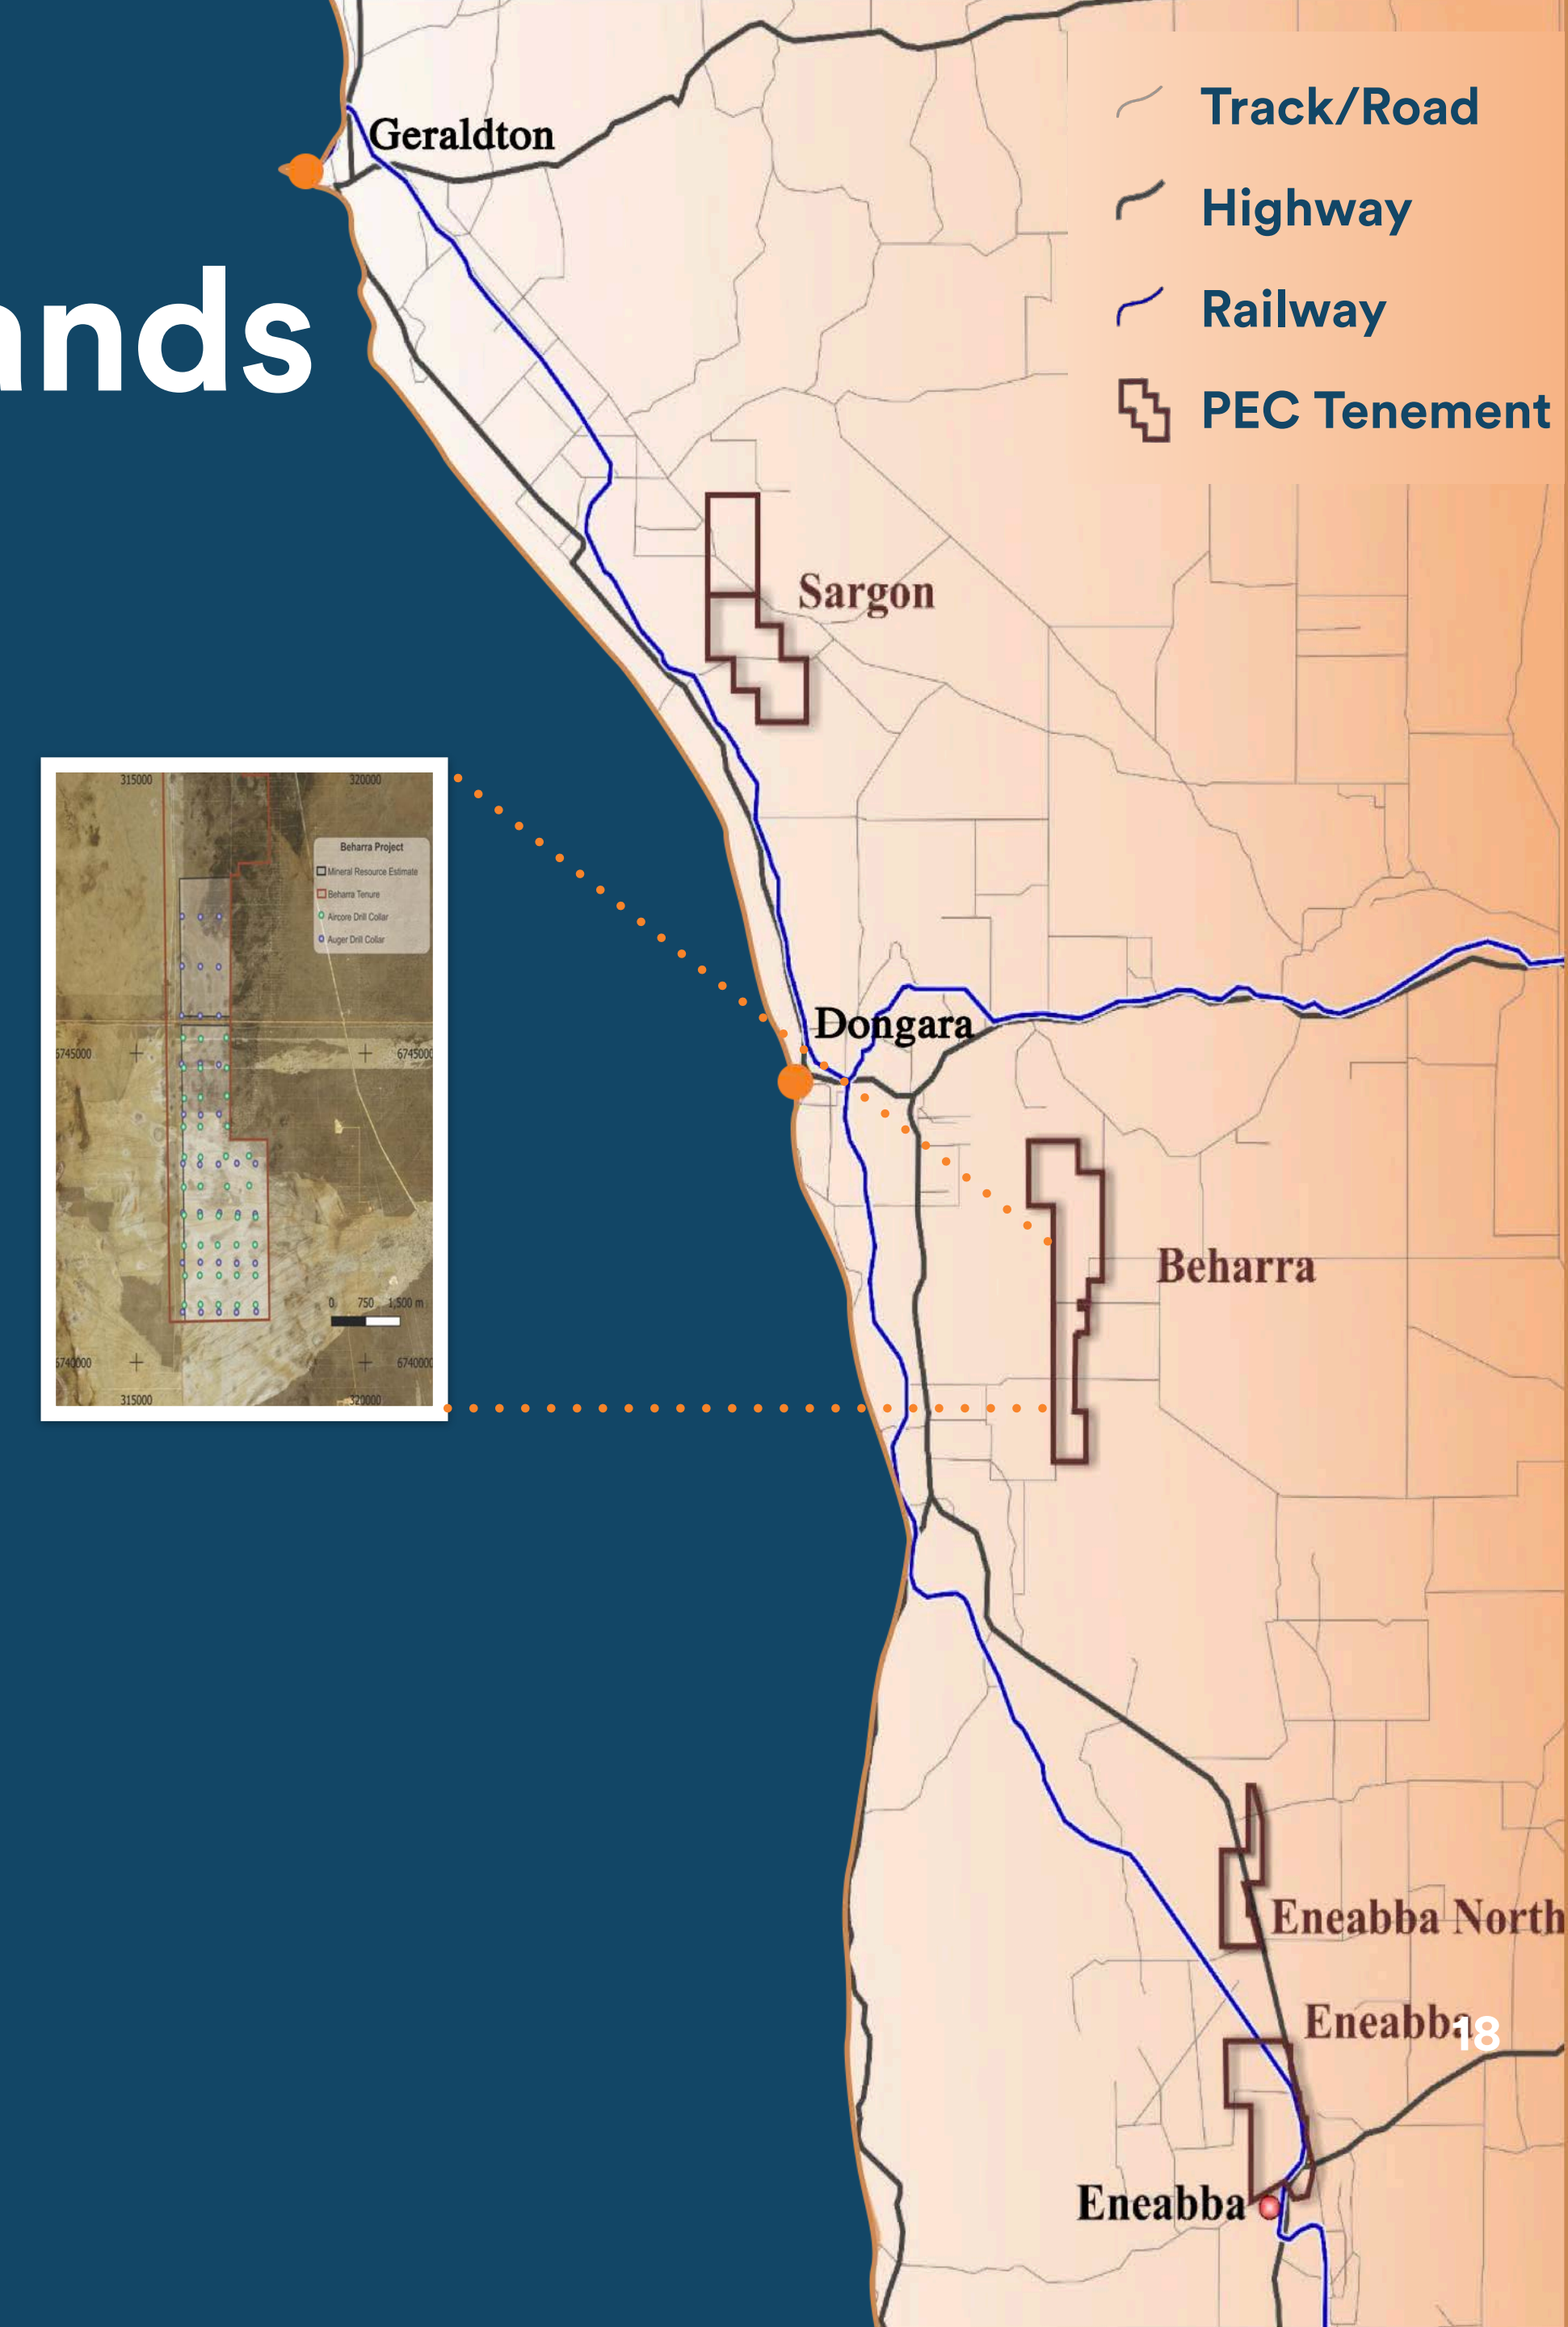 ands
Track/Road
Highway
Railway
PEC Tenement
Geraldton
Sargon
315000
320000
Beharra Project
Mineral Resource Estimate
Beharra Tenure
Aircore Drill Collar
Auger Drill Collar
6745000
6745000
0 750 1,500 m
6740000
6740000
315000
320000
Dongara
Beharra
Eneabba North
Eneabba
18
Eneabba